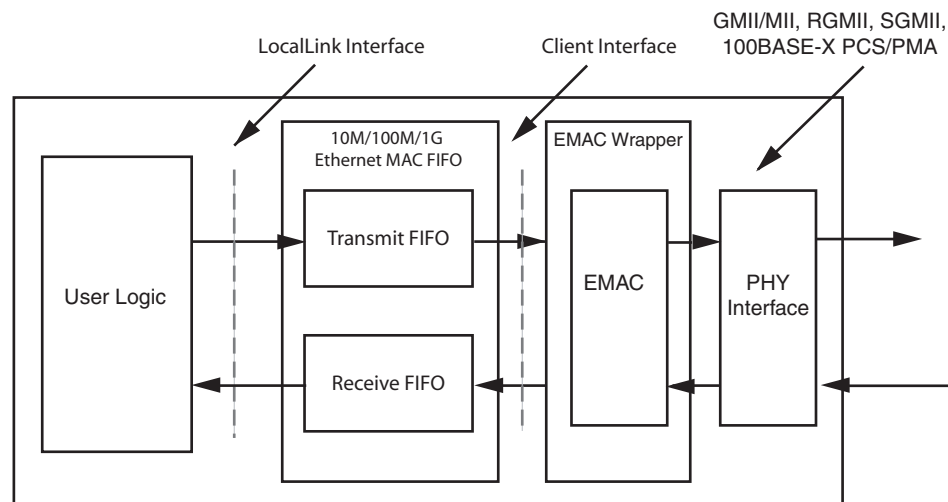 GMII/MII, RGMII, SGMII,
100BASE-X PCS/PMA
LocalLink Interface
Client Interface
10M/100M/1G
Ethernet MAC FIFO
EMAC Wrapper
Transmit FIFO
User Logic
EMAC
PHY
Interface
Receive FIFO